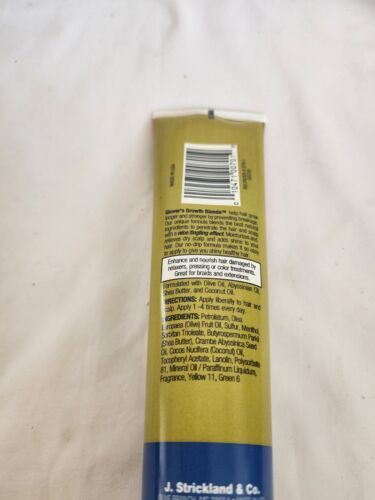 MADE IN USA
0 10471 00701
Glover's Growth Blends™ help hair grow
longer and stronger by preventing breakage.
Our unique formula blends the best natural
ingredients to penetrate the hair and scalp
with a nice tingling effect. Moisturizes and
relieves dry scalp and adds shine to your
hair. Our no-drip formula makes it so easy
to apply to give you shiny healthy hair.
Enhance and nourish hair damaged by
relaxers, pressing or color treatments.
Great for braids and extensions.
Formulated with Olive Oil, Abyssinian Oil,
Shea Butter, and Coconut Oil.
DIRECTIONS: Apply liberally to hair and
scalp. Apply 1 -4 times every day.
INGREDIENTS: Petrolatum, Olea
Europaea (Olive) Fruit Oil, Sulfur, Menthol,
Sorbitan Trioleate, Butyrospermum Parkii
(Shea Butter), Crambe Abyssinica Seed
Oil, Cocos Nucifera (Coconut) Oil,
Tocopheryl Acetate, Lanolin, Polysorbate
81, Mineral Oil / Paraffinum Liquidum,
Fragrance, Yellow 11, Green 6
J. Strickland & Co.